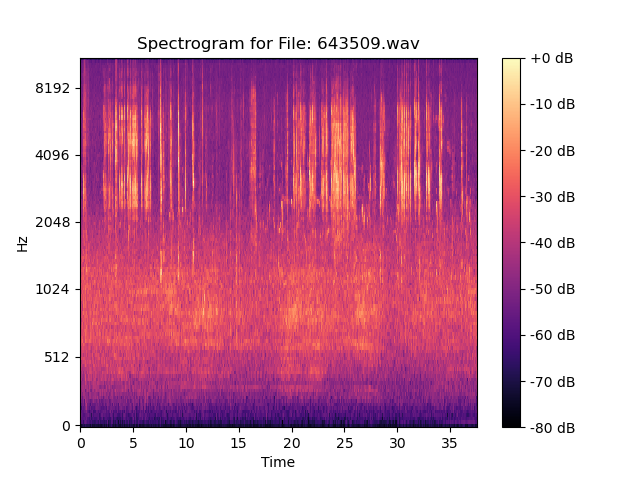 Spectrogram for File: 643509.wav
8192
4096
2048
1024
512
0
Hz
0 5 10 15 20 25 30 35
Time
+0 dB
-10 dB
-20 dB
-30 dB
-40 dB
-50 dB
-60 dB
-70 dB
-80 dB